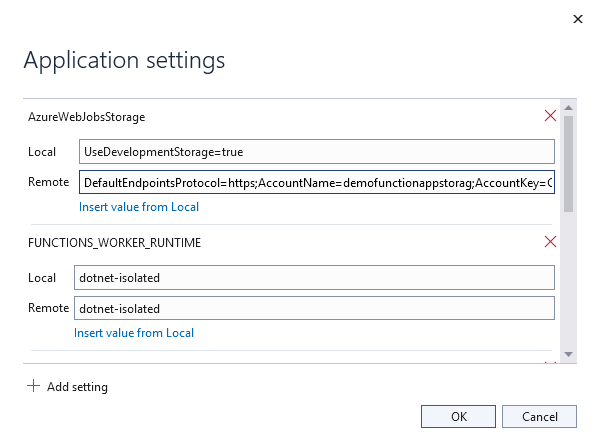 Application settings
AzureWebJobsStorage
Local UseDevelopmentStorage=true
Remote DefaultEndpointsProtocol=https;AccountName=demofunctionappstorag;AccountKey=
Insert value from Local
FUNCTIONS_WORKER_RUNTIME
Local dotnet-isolated
Remote dotnet-isolated
Insert value from Local
Add setting
OK Cancel